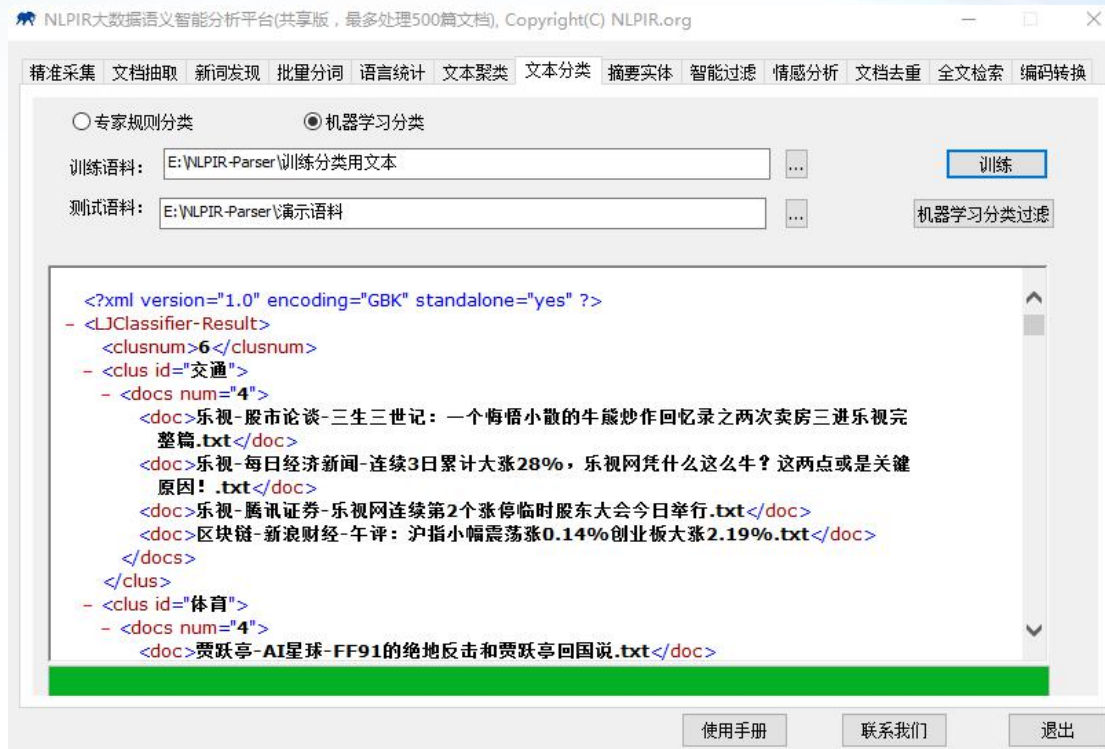 NLPIR大数据语义智能分析平台(共享版，最多处理500篇文档), Copyright(C) NLPIR.org
精准采集 文档抽取 新词发现 批量分词 语言统计 文本聚类 文本分类 摘要实体 智能过滤 情感分析 文档去重 全文检索 编码转换
专家规则分类 机器学习分类
训练语料： E:\NLPIR-Parser\训练分类用文本 ... 训练
测试语料： E:\NLPIR-Parser\演示语料 ... 机器学习分类过滤
<?xml version="1.0" encoding="GBK" standalone="yes" ?>
- <LJClassifier-Result>
<clusnum>6</clusnum>
- <clus id="交通">
- <docs num="4">
<doc>乐视-股市论谈-三生三世记：一个悔悟小散的牛熊炒作回忆录之两次卖房三进乐视完
整篇.txt</doc>
<doc>乐视-每日经济新闻-连续3日累计大涨28%，乐视网凭什么这么牛？这两点或是关键
原因！.txt</doc>
<doc>乐视-腾讯证券-乐视网连续第2个涨停临时股东大会今日举行.txt</doc>
<doc>区块链-新浪财经-午评：沪指小幅震荡涨0.14%创业板大涨2.19%.txt</doc>
</docs>
</clus>
- <clus id="体育">
- <docs num="4">
<doc>贾跃亭-AI星球-FF91的绝地反击和贾跃亭回国说.txt</doc>
使用手册 联系我们 退出